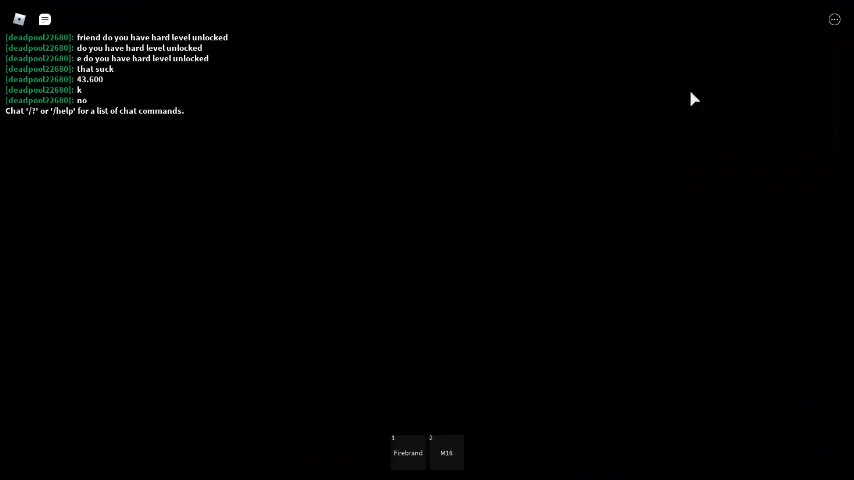 [deadpool22680]: friend do you have hard level unlocked
[deadpool22680]: do you have hard level unlocked
[deadpool22680]: e do you have hard level unlocked
[deadpool22680]: that suck
[deadpool22680]: 43.600
[deadpool22680]: k
[deadpool22680]: no
Chat '/?' or '/help' for a list of chat commands.
1 2
Firebrand M16